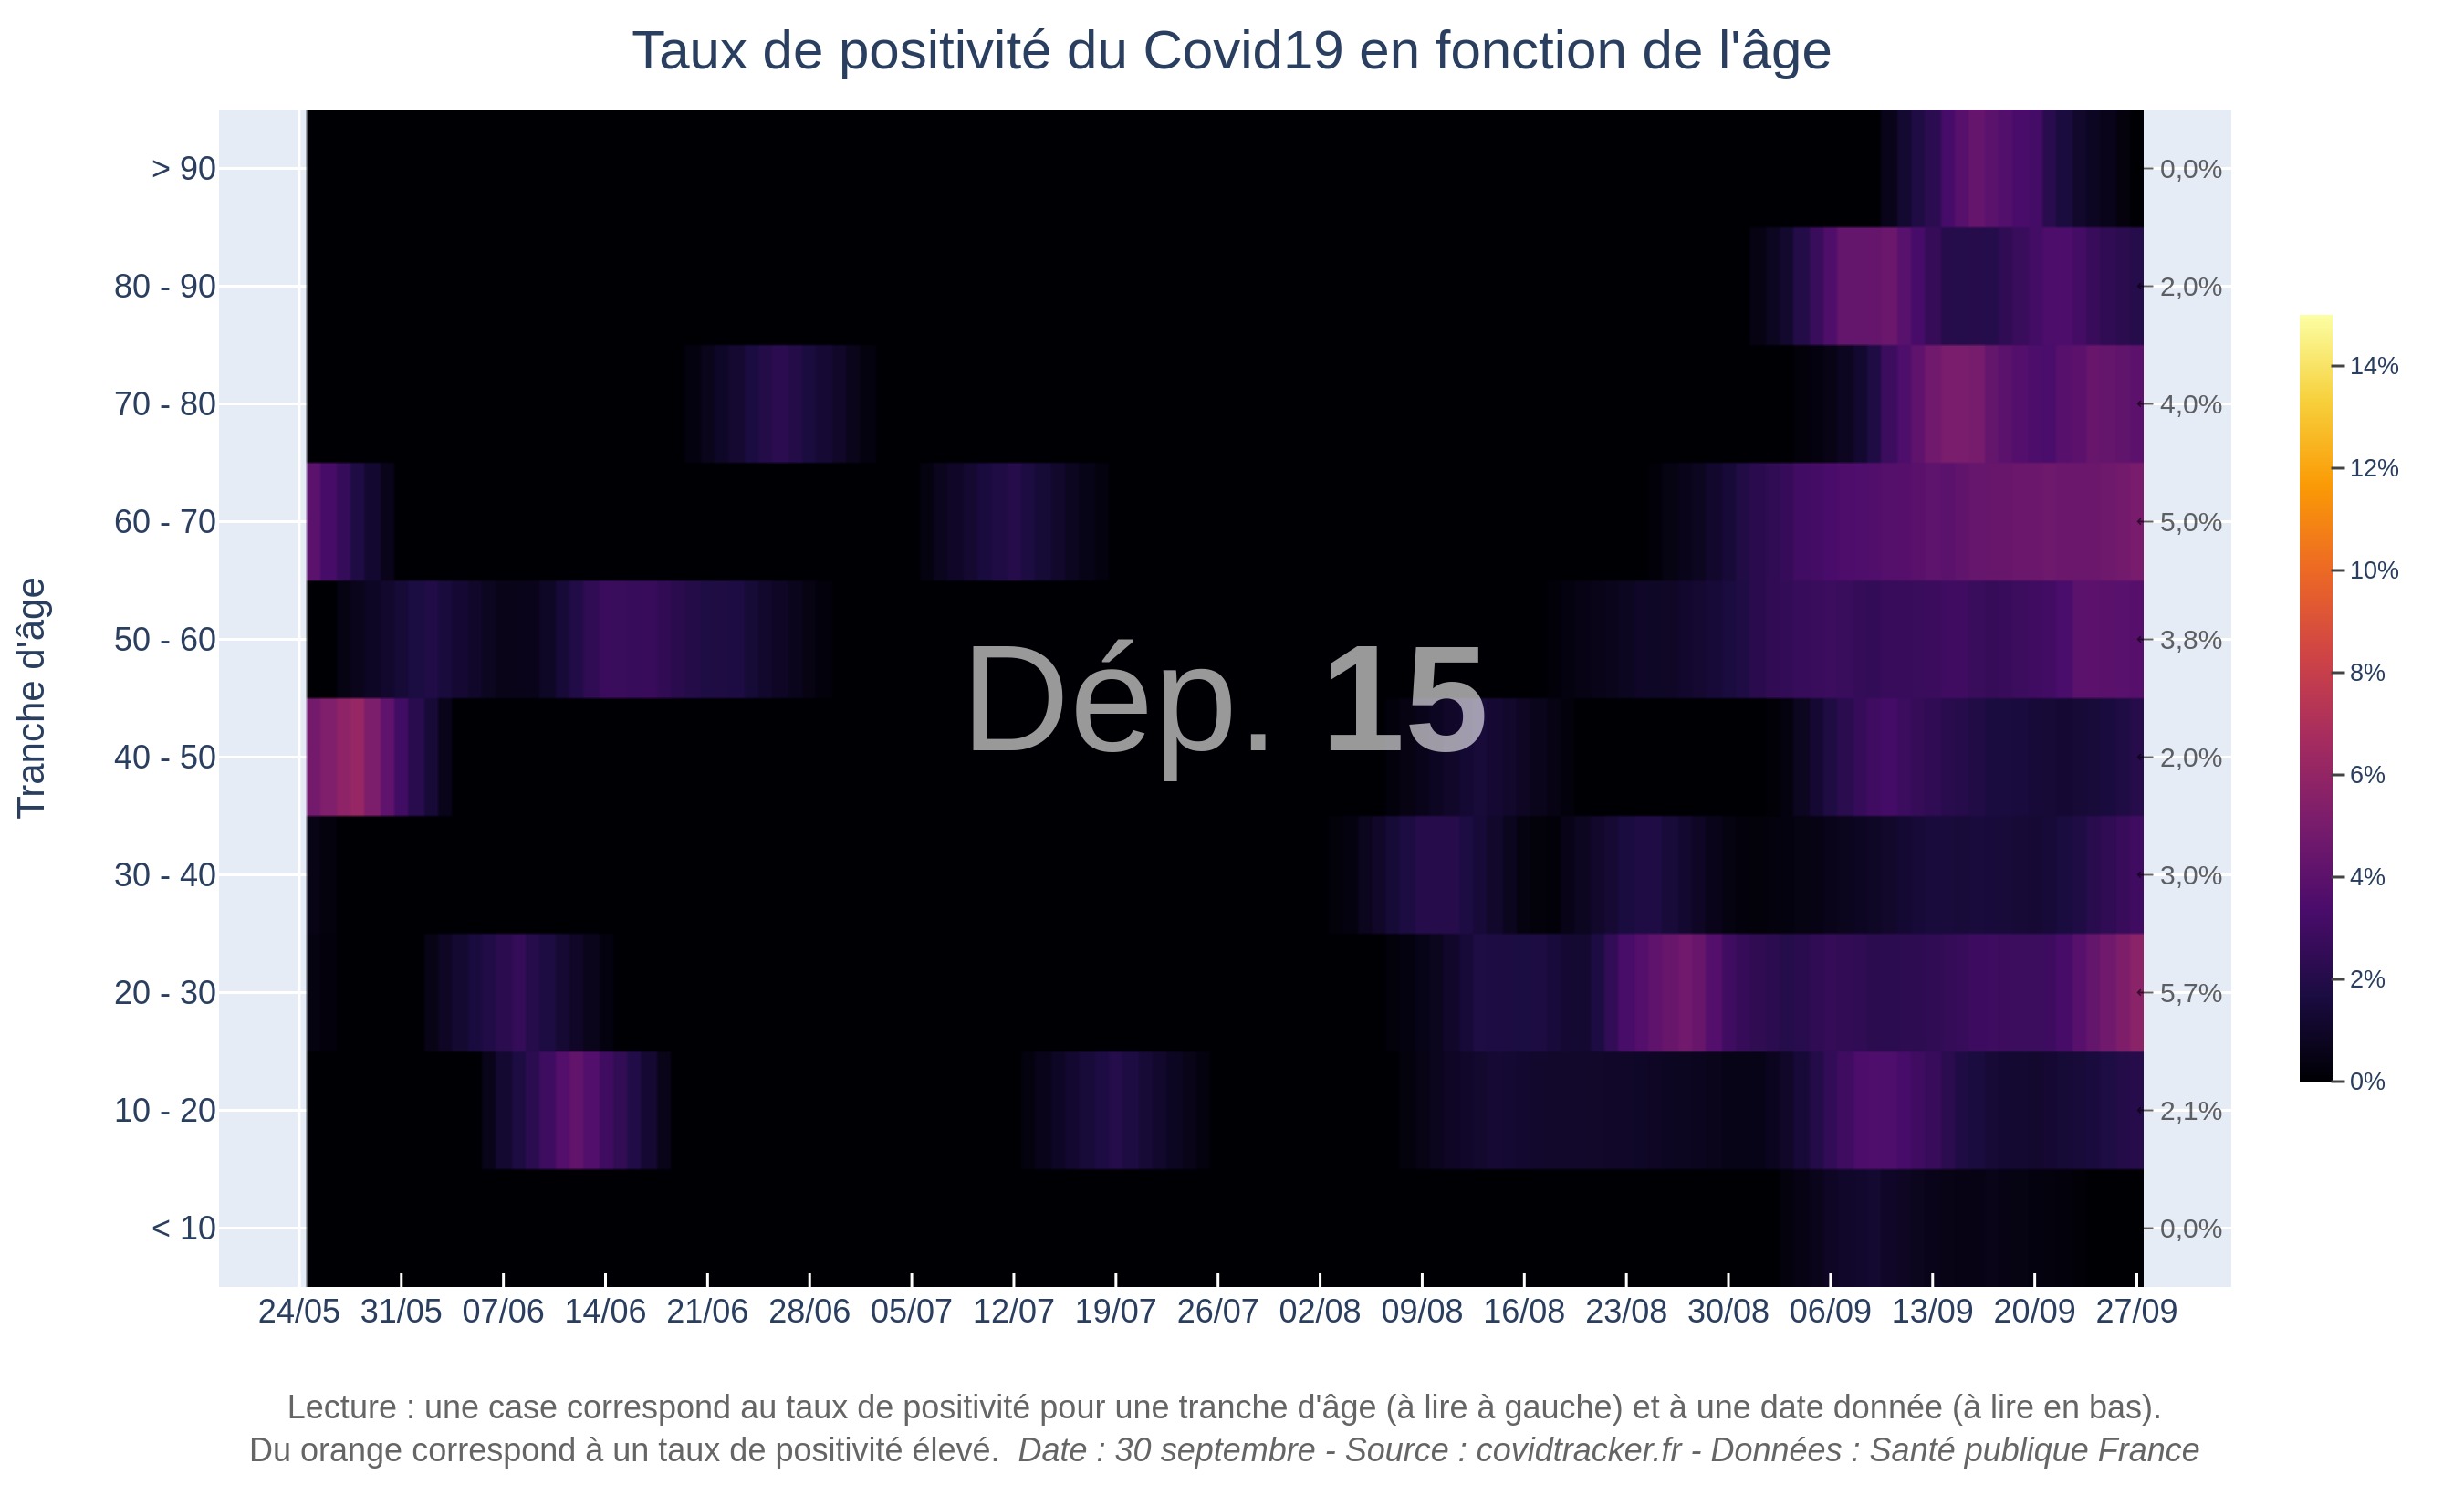 Taux de positivité du Covid19 en fonction de l'âge
Tranche d'âge
> 90
80 - 90
70 - 80
60 - 70
50 - 60
40 - 50
30 - 40
20 - 30
10 - 20
< 10
Dép. 15
0,0%
2,0%
4,0%
5,0%
3,8%
2,0%
3,0%
5,7%
2,1%
0,0%
14%
12%
10%
8%
6%
4%
2%
0%
24/05 31/05 07/06 14/06 21/06 28/06 05/07 12/07 19/07 26/07 02/08 09/08 16/08 23/08 30/08 06/09 13/09 20/09 27/09
Lecture : une case correspond au taux de positivité pour une tranche d'âge (à lire à gauche) et à une date donnée (à lire en bas).
Du orange correspond à un taux de positivité élevé. Date : 30 septembre - Source : covidtracker.fr - Données : Santé publique France